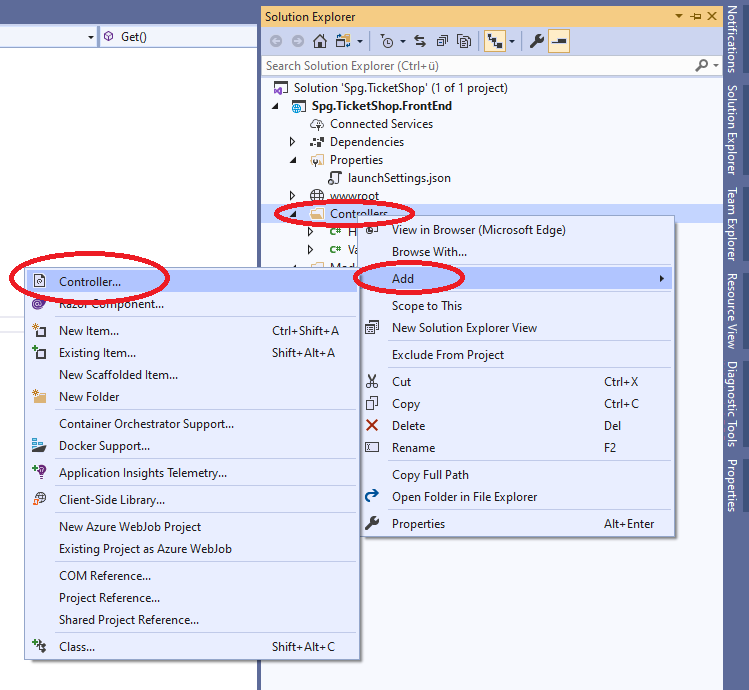 Get()
Solution Explorer
Search Solution Explorer (Ctrl+ü)
Solution 'Spg.TicketShop' (1 of 1 project)
Spg.TicketShop.FrontEnd
Connected Services
Dependencies
Properties
launchSettings.json
wwwroot
Controllers
C# H
C# Va
View in Browser (Microsoft Edge)
Browse With...
Add
Scope to This
New Solution Explorer View
Exclude From Project
Cut Ctrl+X
Copy Ctrl+C
Delete Del
Rename F2
Copy Full Path
Open Folder in File Explorer
Properties Alt+Enter
Controller...
Razor Component...
New Item... Ctrl+Shift+A
Existing Item... Shift+Alt+A
New Scaffolded Item...
New Folder
Container Orchestrator Support...
Docker Support...
Application Insights Telemetry...
Client-Side Library...
New Azure WebJob Project
Existing Project as Azure WebJob
COM Reference...
Project Reference...
Shared Project Reference...
Class... Shift+Alt+C
Notifications
Solution Explorer
Team Explorer
Resource View
Diagnostic Tools
Properties